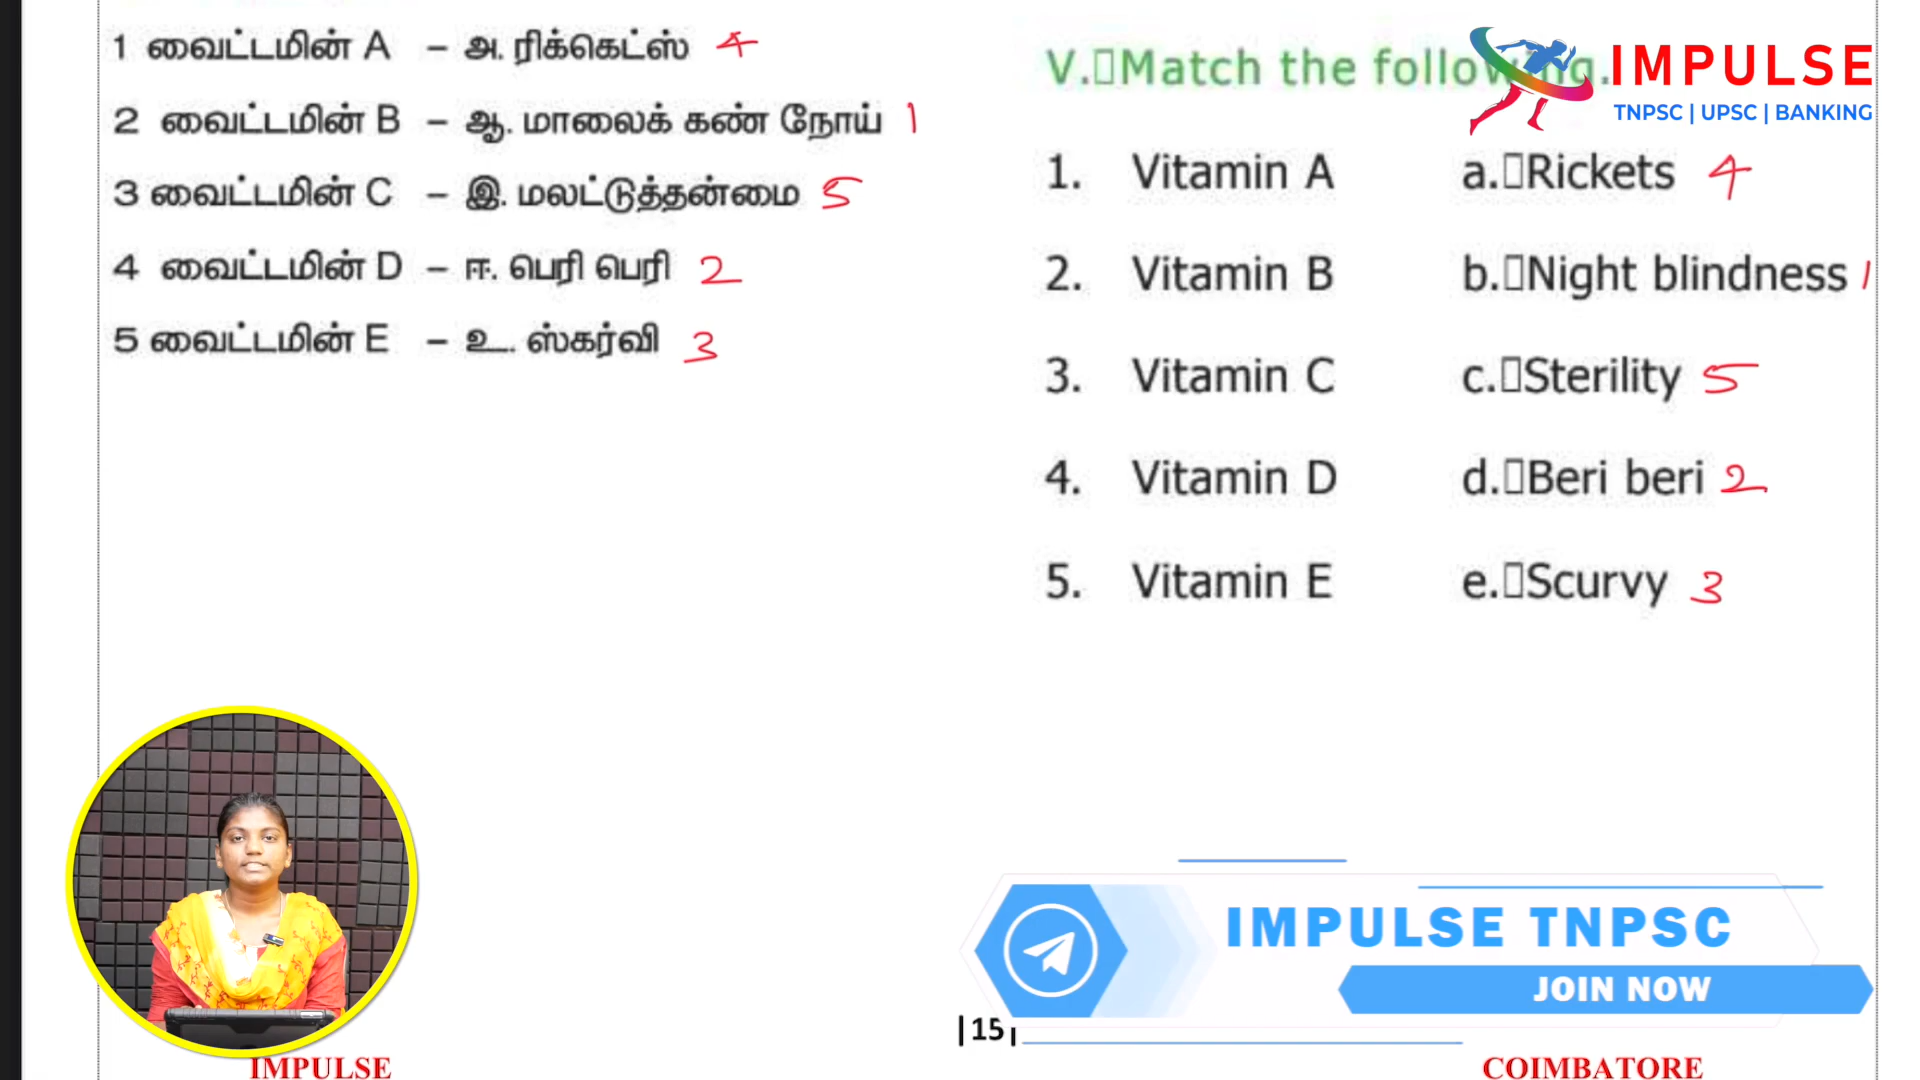 1 வைட்டமின் A – அ. ரிக்கெட்ஸ் 4
2 வைட்டமின் B – ஆ. மாலைக் கண் நோய் 1
3 வைட்டமின் C – இ. மலட்டுத்தன்மை 5
4 வைட்டமின் D – ஈ. பெரி பெரி 2
5 வைட்டமின் E – உ. ஸ்கர்வி 3
V. Match the following.
1. Vitamin A a. Rickets 4
2. Vitamin B b. Night blindness 1
3. Vitamin C c. Sterility 5
4. Vitamin D d. Beri beri 2
5. Vitamin E e. Scurvy 3
IMPULSE
TNPSC | UPSC | BANKING
IMPULSE TNPSC
JOIN NOW
|15|
IMPULSE
COIMBATORE